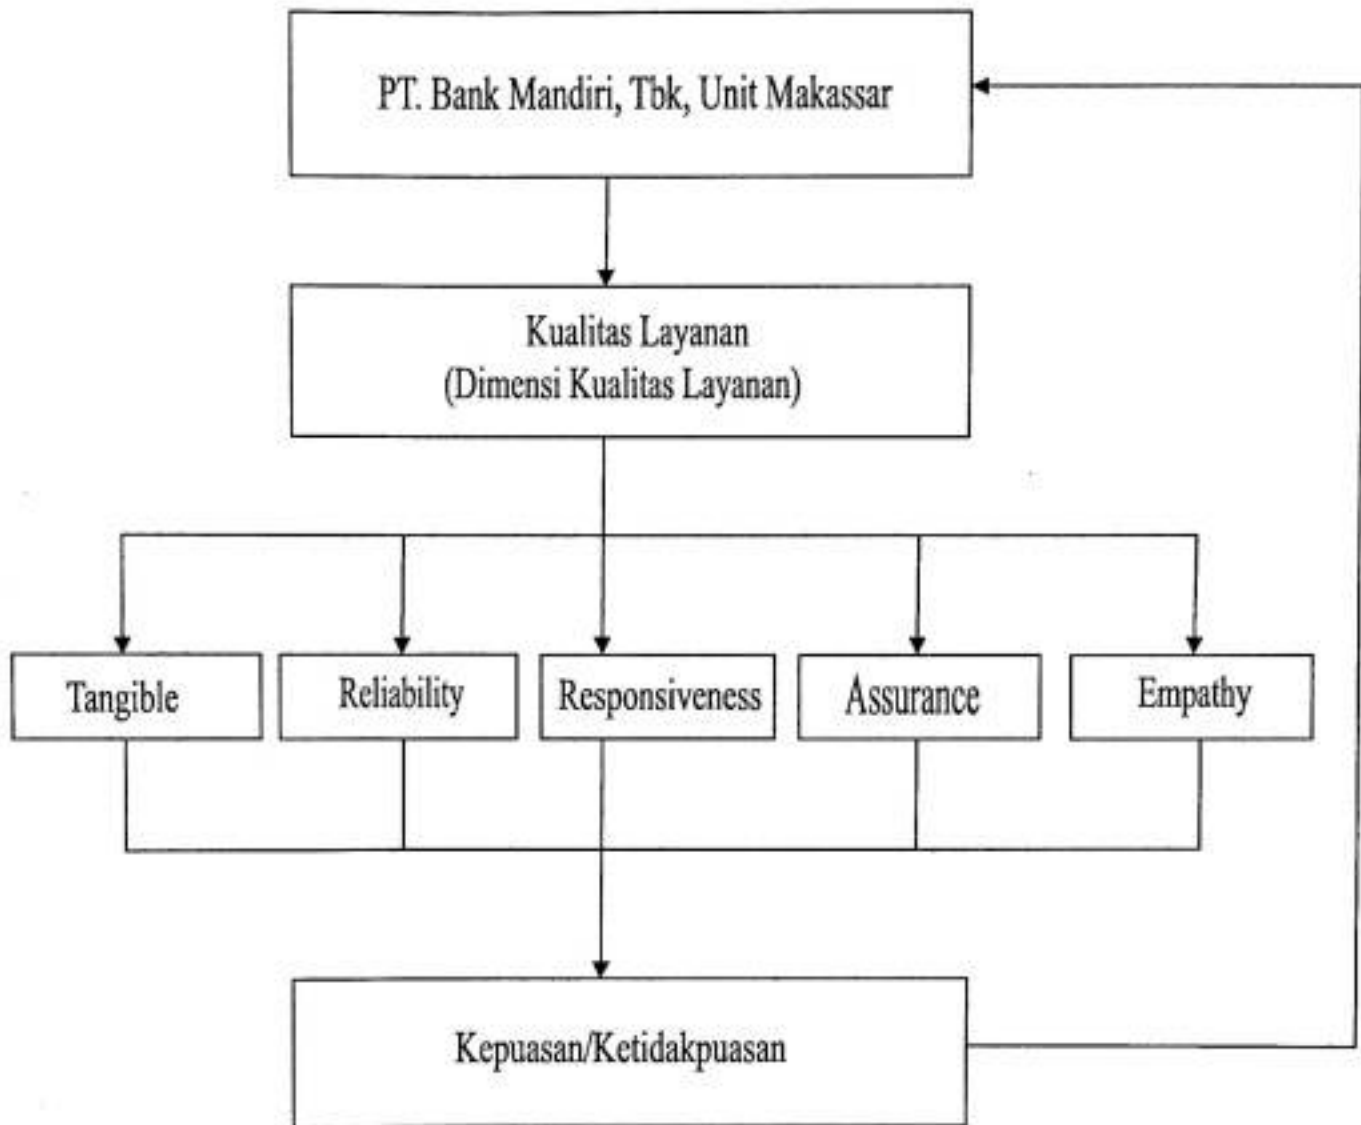 PT. Bank Mandiri, Tbk, Unit Makassar
Kualitas Layanan
(Dimensi Kualitas Layanan)
Tangible
Reliability
Responsiveness
Assurance
Empathy
Kepuasan/Ketidakpuasan